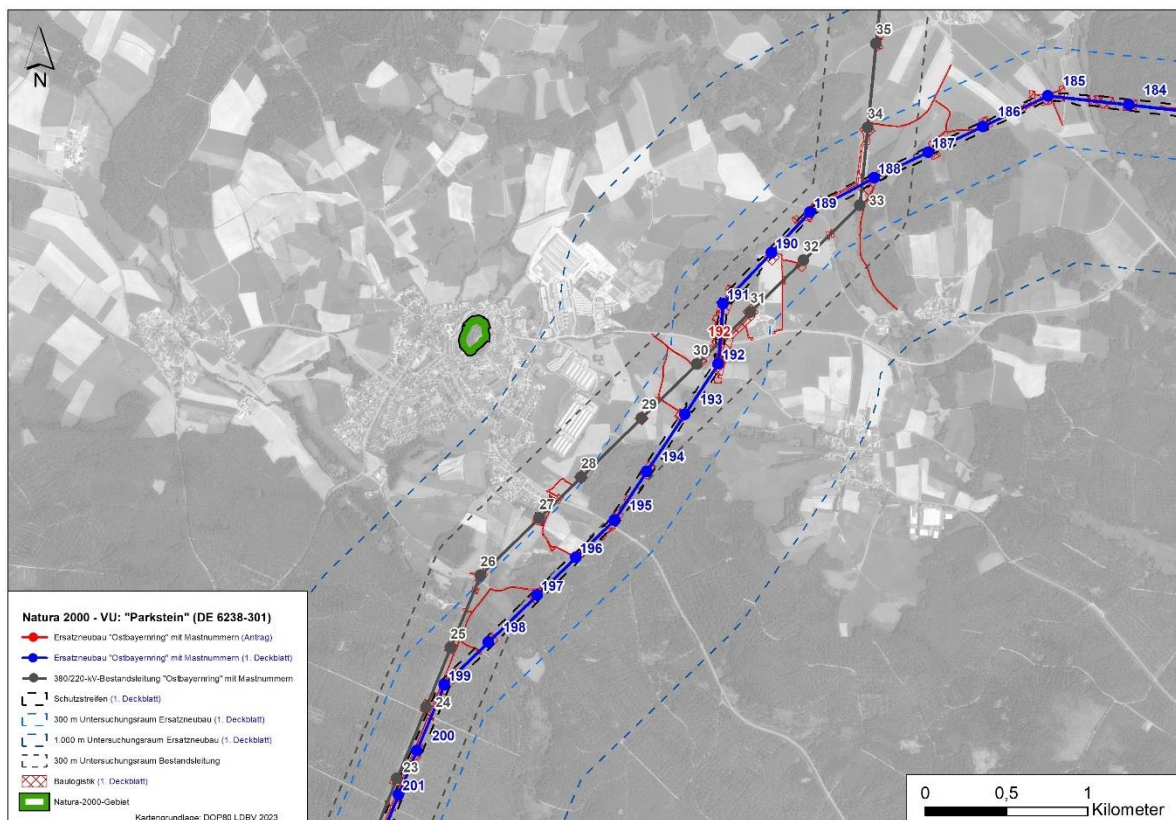 N
35
34
185
184
186
187
188
33
189
190
32
191
31
192
30
192
193
29
194
28
195
27
196
26
197
198
25
199
24
200
23
201
Natura 2000 - VU: "Parkstein" (DE 6238-301)
Ersatzneubau "Ostbayernring" mit Mastnummern (Antrag)
Ersatzneubau "Ostbayernring" mit Mastnummern (1. Deckblatt)
380/220-kV-Bestandsleitung "Ostbayernring" mit Mastnummern
Schutzstreifen (1. Deckblatt)
300 m Untersuchungsraum Ersatzneubau (1. Deckblatt)
1.000 m Untersuchungsraum Ersatzneubau (1. Deckblatt)
300 m Untersuchungsraum Bestandsleitung
Baulogistik (1. Deckblatt)
Natura-2000-Gebiet
Kartengrundlage: DOP80 LDBV 2023
0 0,5 1
Kilometer